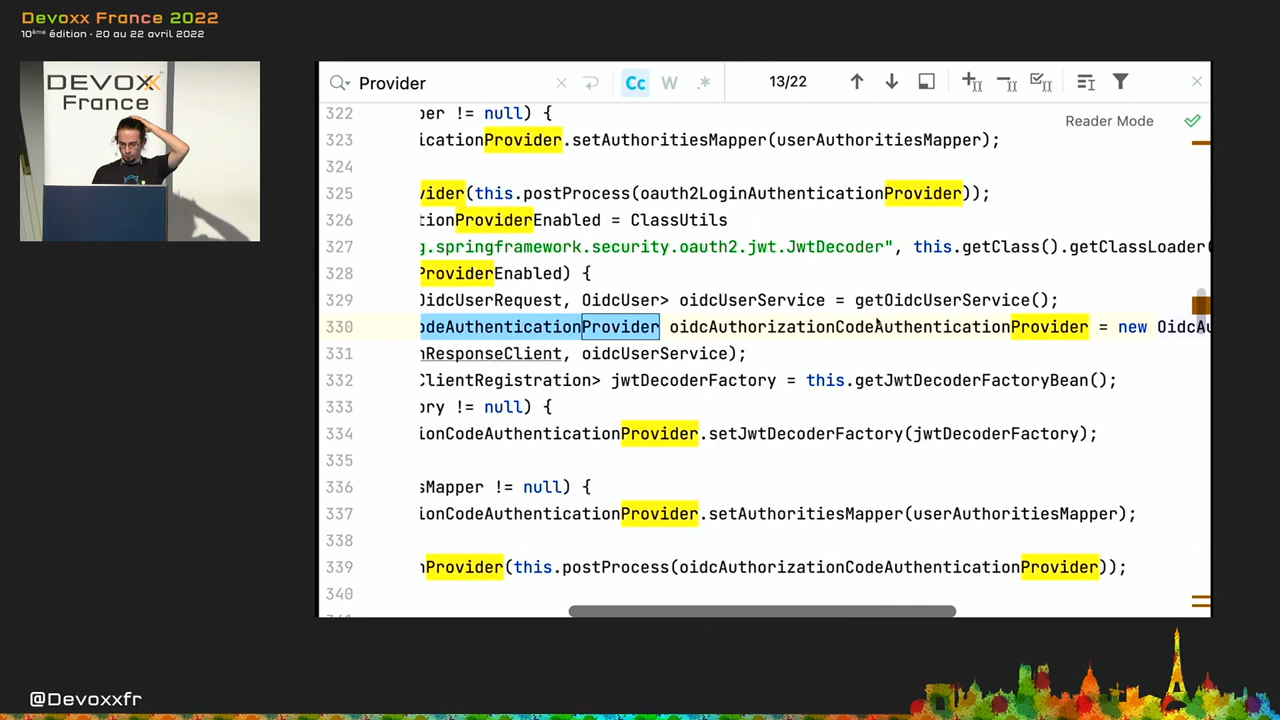 Devoxx France 2022
10ème édition - 20 au 22 avril 2022
DEVOXX
France
Provider
Cc
W
.*
13/22
Reader Mode
322 per != null) {
323 icationProvider.setAuthoritiesMapper(userAuthoritiesMapper);
324
325 vider(this.postProcess(oauth2LoginAuthenticationProvider));
326 tionProviderEnabled = ClassUtils
327 g.springframework.security.oauth2.jwt.JwtDecoder", this.getClass().getClassLoader(
328 ProviderEnabled) {
329 OidcUserRequest, OidcUser> oidcUserService = getOidcUserService();
330 odeAuthenticationProvider oidcAuthorizationCodeAuthenticationProvider = new OidcAu
331 nResponseClient, oidcUserService);
332 ClientRegistration> jwtDecoderFactory = this.getJwtDecoderFactoryBean();
333 ory != null) {
334 ionCodeAuthenticationProvider.setJwtDecoderFactory(jwtDecoderFactory);
335
336 sMapper != null) {
337 ionCodeAuthenticationProvider.setAuthoritiesMapper(userAuthoritiesMapper);
338
339 nProvider(this.postProcess(oidcAuthorizationCodeAuthenticationProvider));
340
@Devoxxfr